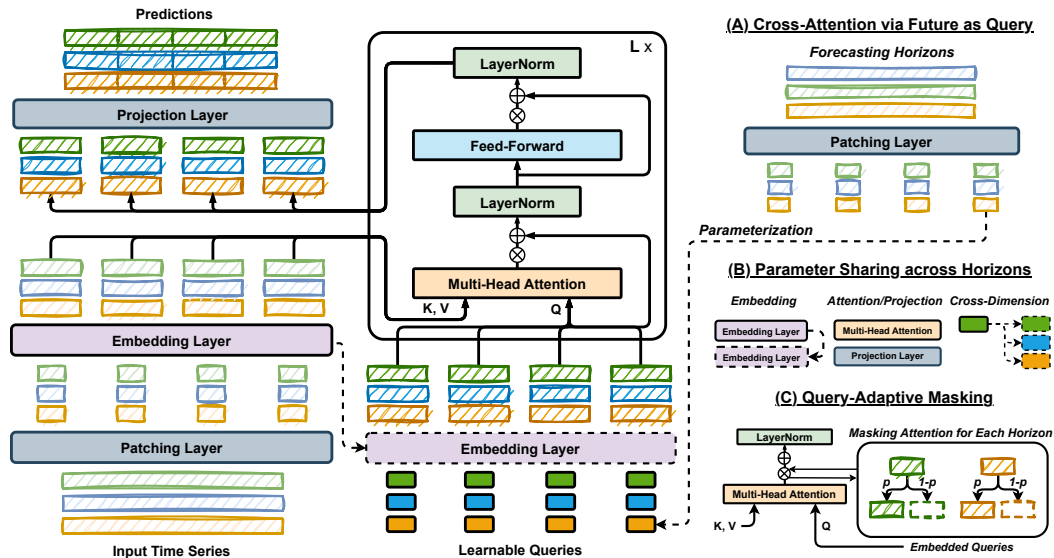 Predictions
Projection Layer
Embedding Layer
Patching Layer
Input Time Series
L x
LayerNorm
Feed-Forward
LayerNorm
Multi-Head Attention
K, V
Q
Embedding Layer
Learnable Queries
(A) Cross-Attention via Future as Query
Forecasting Horizons
Patching Layer
Parameterization
(B) Parameter Sharing across Horizons
Embedding Attention/Projection Cross-Dimension
Embedding Layer Multi-Head Attention
Embedding Layer Projection Layer
(C) Query-Adaptive Masking
LayerNorm
Masking Attention for Each Horizon
p 1-p p 1-p
Multi-Head Attention
K, V
Q
Embedded Queries